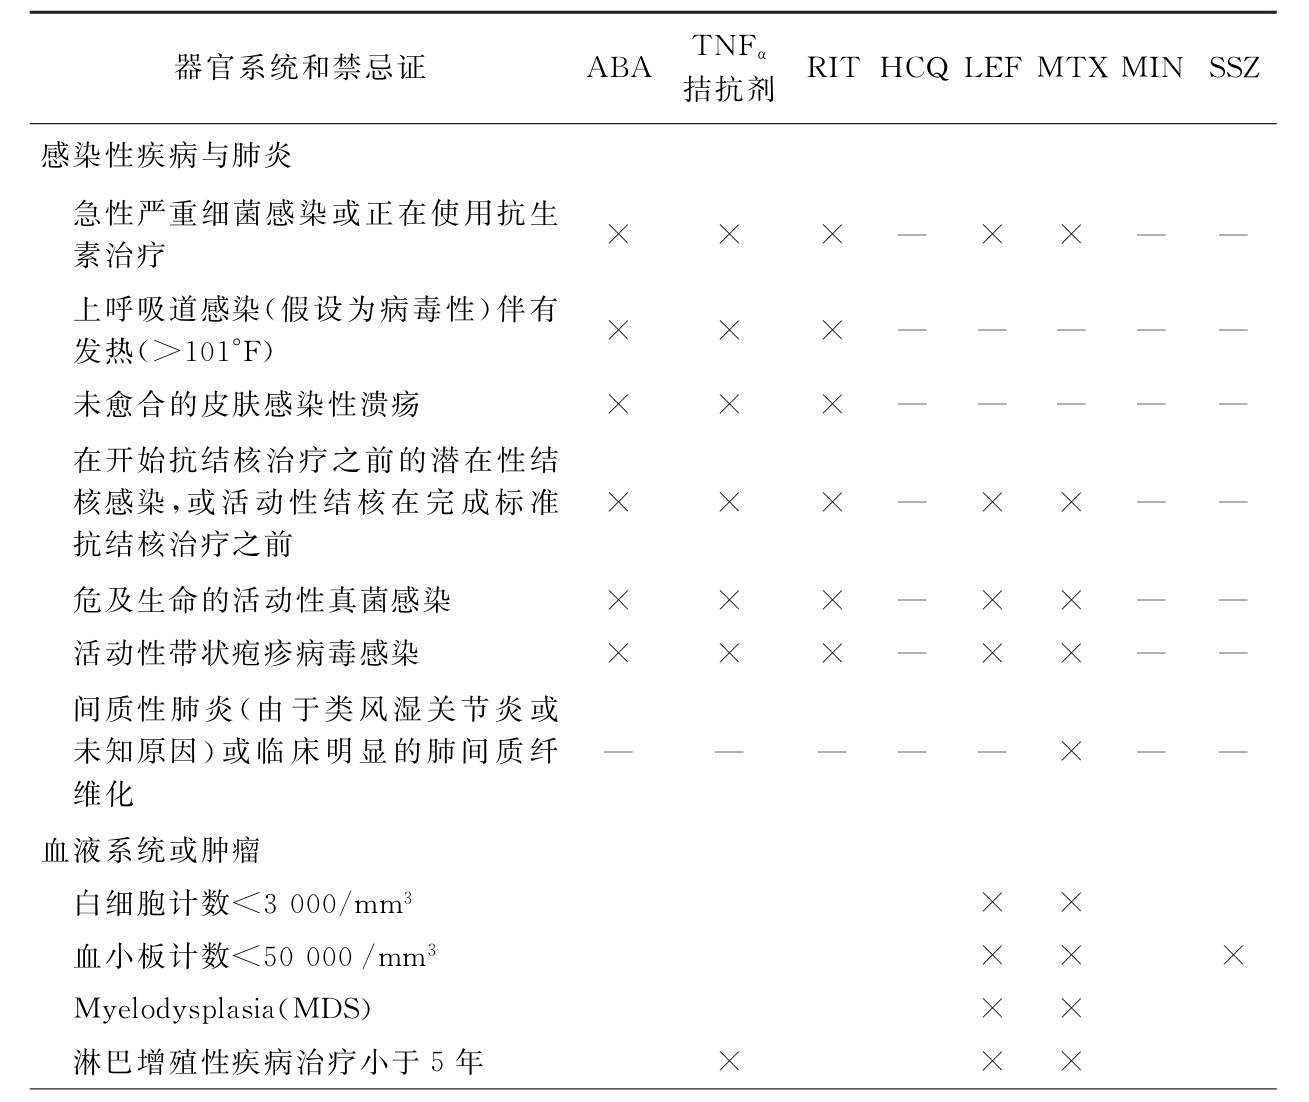 器官系统和禁忌证 ABA TNFα拮抗剂 RIT HCQ LEF MTX MIN SSZ
感染性疾病与肺炎
急性严重细菌感染或正在使用抗生
素治疗 × × × — × × — —
上呼吸道感染(假设为病毒性)伴有
发热(>101°F) × × × — — — — —
未愈合的皮肤感染性溃疡 × × × — — — — —
在开始抗结核治疗之前的潜在性结
核感染,或活动性结核在完成标准 × × × — × × — —
抗结核治疗之前
危及生命的活动性真菌感染 × × × — × × — —
活动性带状疱疹病毒感染 × × × — × × — —
间质性肺炎(由于类风湿关节炎或
未知原因)或临床明显的肺间质纤 — — — — — × — —
维化
血液系统或肿瘤
白细胞计数<3 000/mm³ × ×
血小板计数<50 000 /mm³ × × ×
Myelodysplasia(MDS) × ×
淋巴增殖性疾病治疗小于 5 年 × × ×